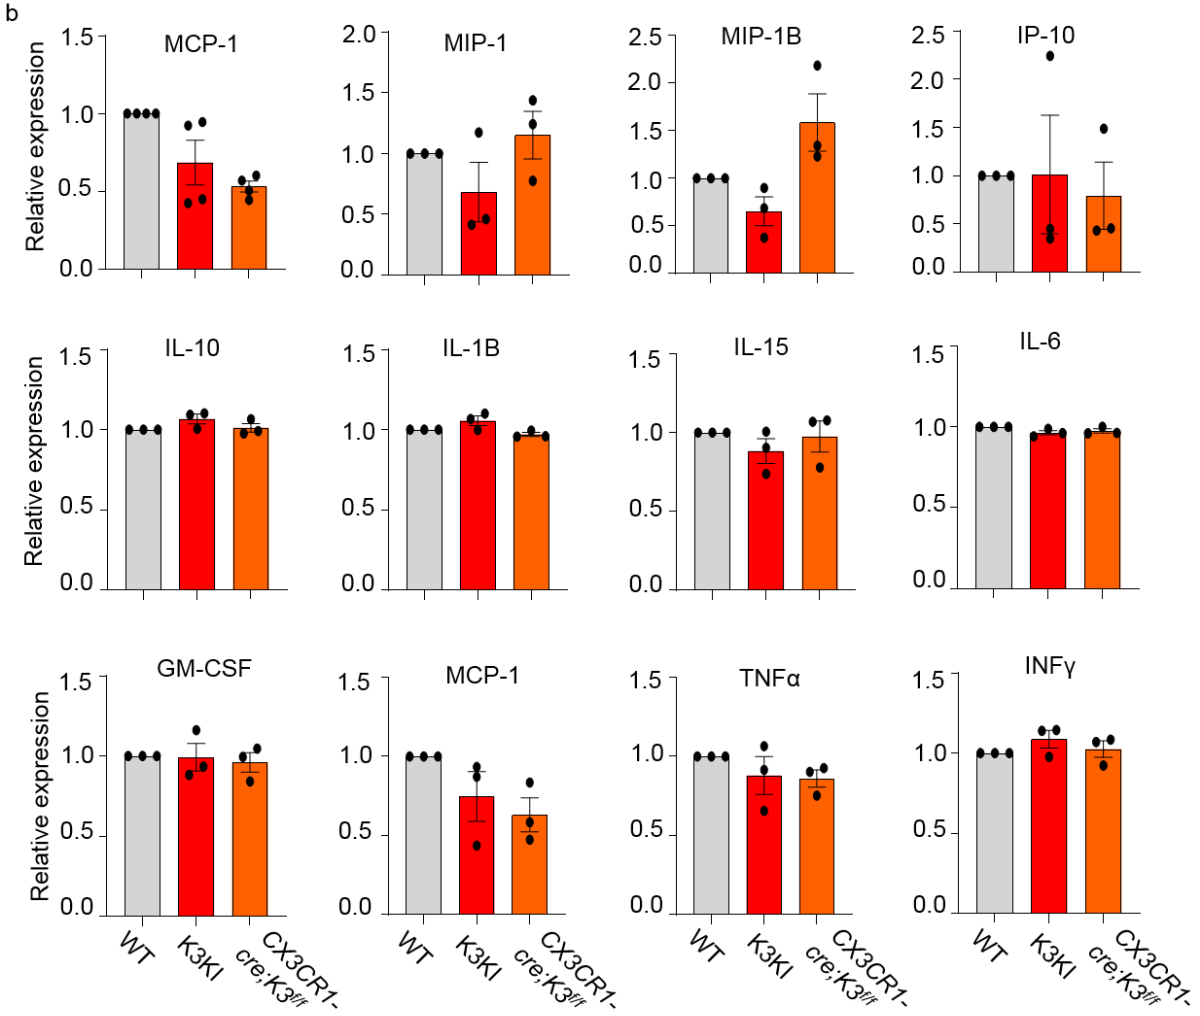 b
MCP-1
MIP-1
MIP-1B
IP-10
Relative expression
1.5
1.0
0.5
0.0
2.0
1.5
1.0
0.5
0.0
2.5
2.0
1.5
1.0
0.5
0.0
2.5
2.0
1.5
1.0
0.5
0.0
IL-10
IL-1B
IL-15
IL-6
Relative expression
1.5
1.0
0.5
0.0
1.5
1.0
0.5
0.0
1.5
1.0
0.5
0.0
1.5
1.0
0.5
0.0
GM-CSF
MCP-1
TNFα
INFγ
Relative expression
1.5
1.0
0.5
0.0
1.5
1.0
0.5
0.0
1.5
1.0
0.5
0.0
1.5
1.0
0.5
0.0
WT
K3KI
CX3CR1-
cre;K3f/f
WT
K3KI
CX3CR1-
cre;K3f/f
WT
K3KI
CX3CR1-
cre;K3f/f
WT
K3KI
CX3CR1-
cre;K3f/f